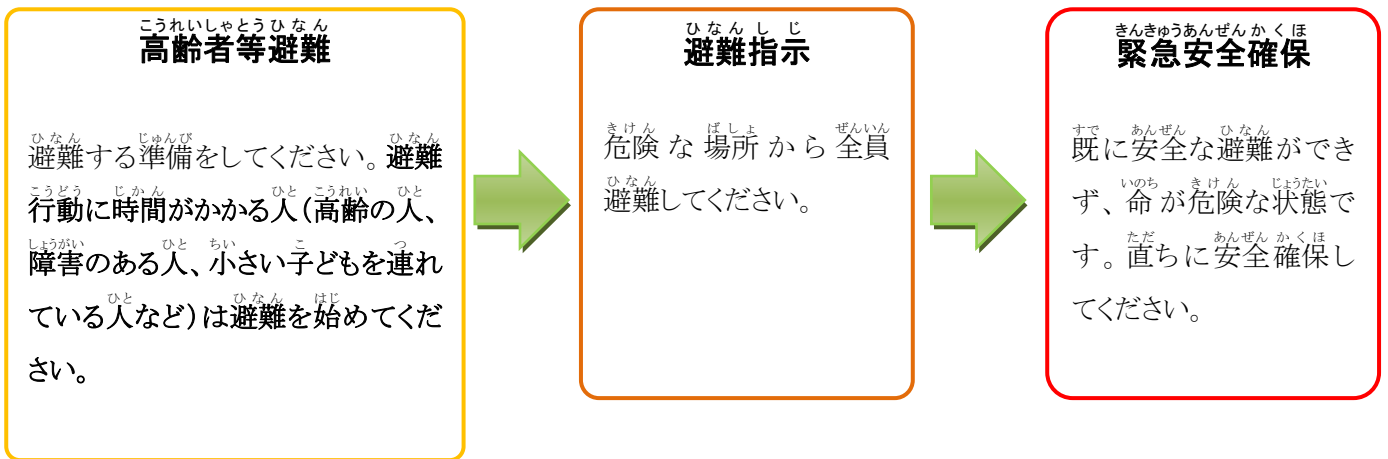 こうれいしゃとうひなん
高齢者等避難
ひなん じゅんび ひなん
避難する準備をしてください。避難
こうどう じかん ひと こうれい ひと
行動に時間がかかる人(高齢の人、
しょうがい ひと ちい こ つ
障害のある人、小さい子どもを連れ
ひと ひなん はじ
ている人など)は避難を始めてくだ
さい。
ひなんしじ
避難指示
きけん ばしょ ぜんいん
危険な場所から全員
ひなん
避難してください。
きんきゅうあんぜんかくほ
緊急安全確保
すで あんぜん ひなん
既に安全な避難ができ
いのち きけん じょうたい
ず、命が危険な状態で
ただ あんぜんかくほ
す。直ちに安全確保し
てください。